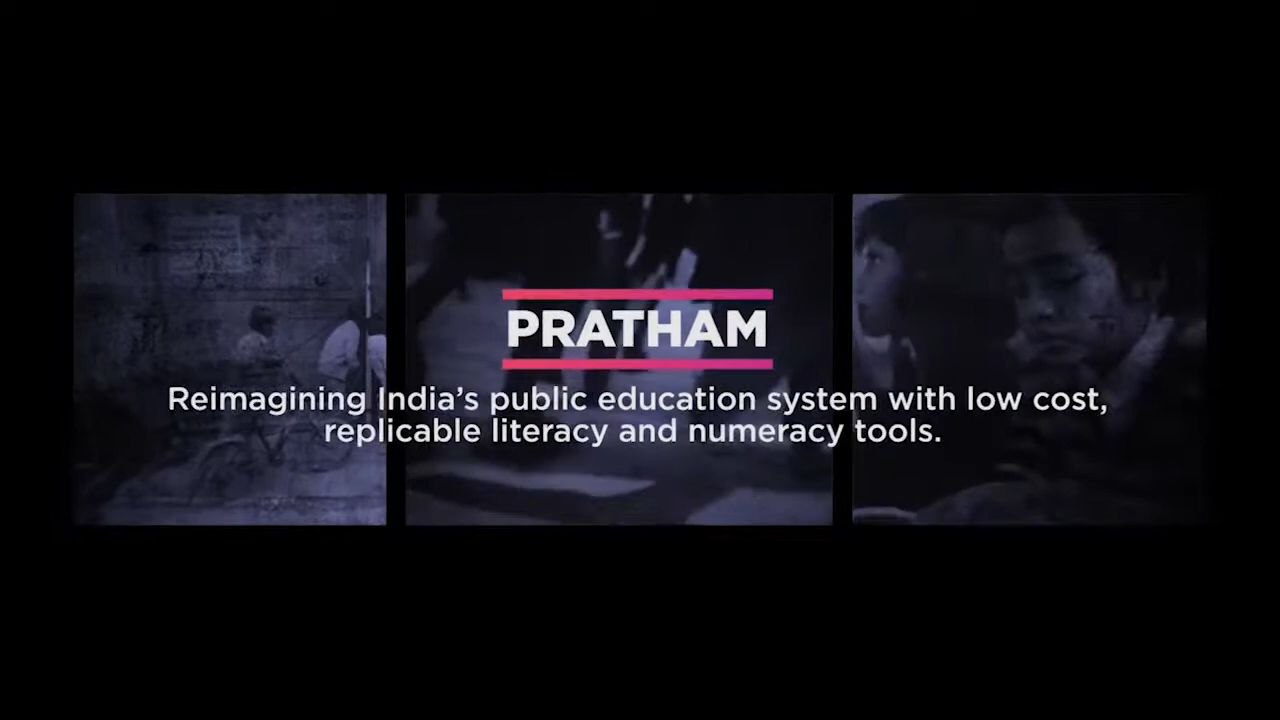 PRATHAM
Reimagining India's public education system with low cost,
replicable literacy and numeracy tools.